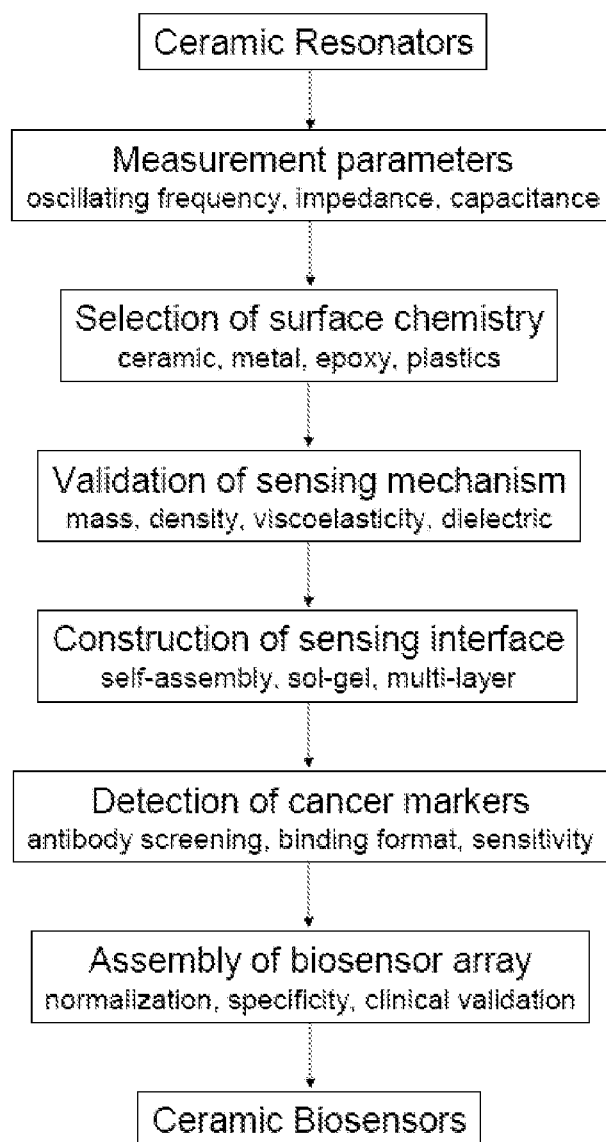 Ceramic Resonators
Measurement parameters
oscillating frequency, impedance, capacitance
Selection of surface chemistry
ceramic, metal, epoxy, plastics
Validation of sensing mechanism
mass, density, viscoelasticity, dielectric
Construction of sensing interface
self-assembly, sol-gel, multi-layer
Detection of cancer markers
antibody screening, binding format, sensitivity
Assembly of biosensor array
normalization, specificity, clinical validation
Ceramic Biosensors